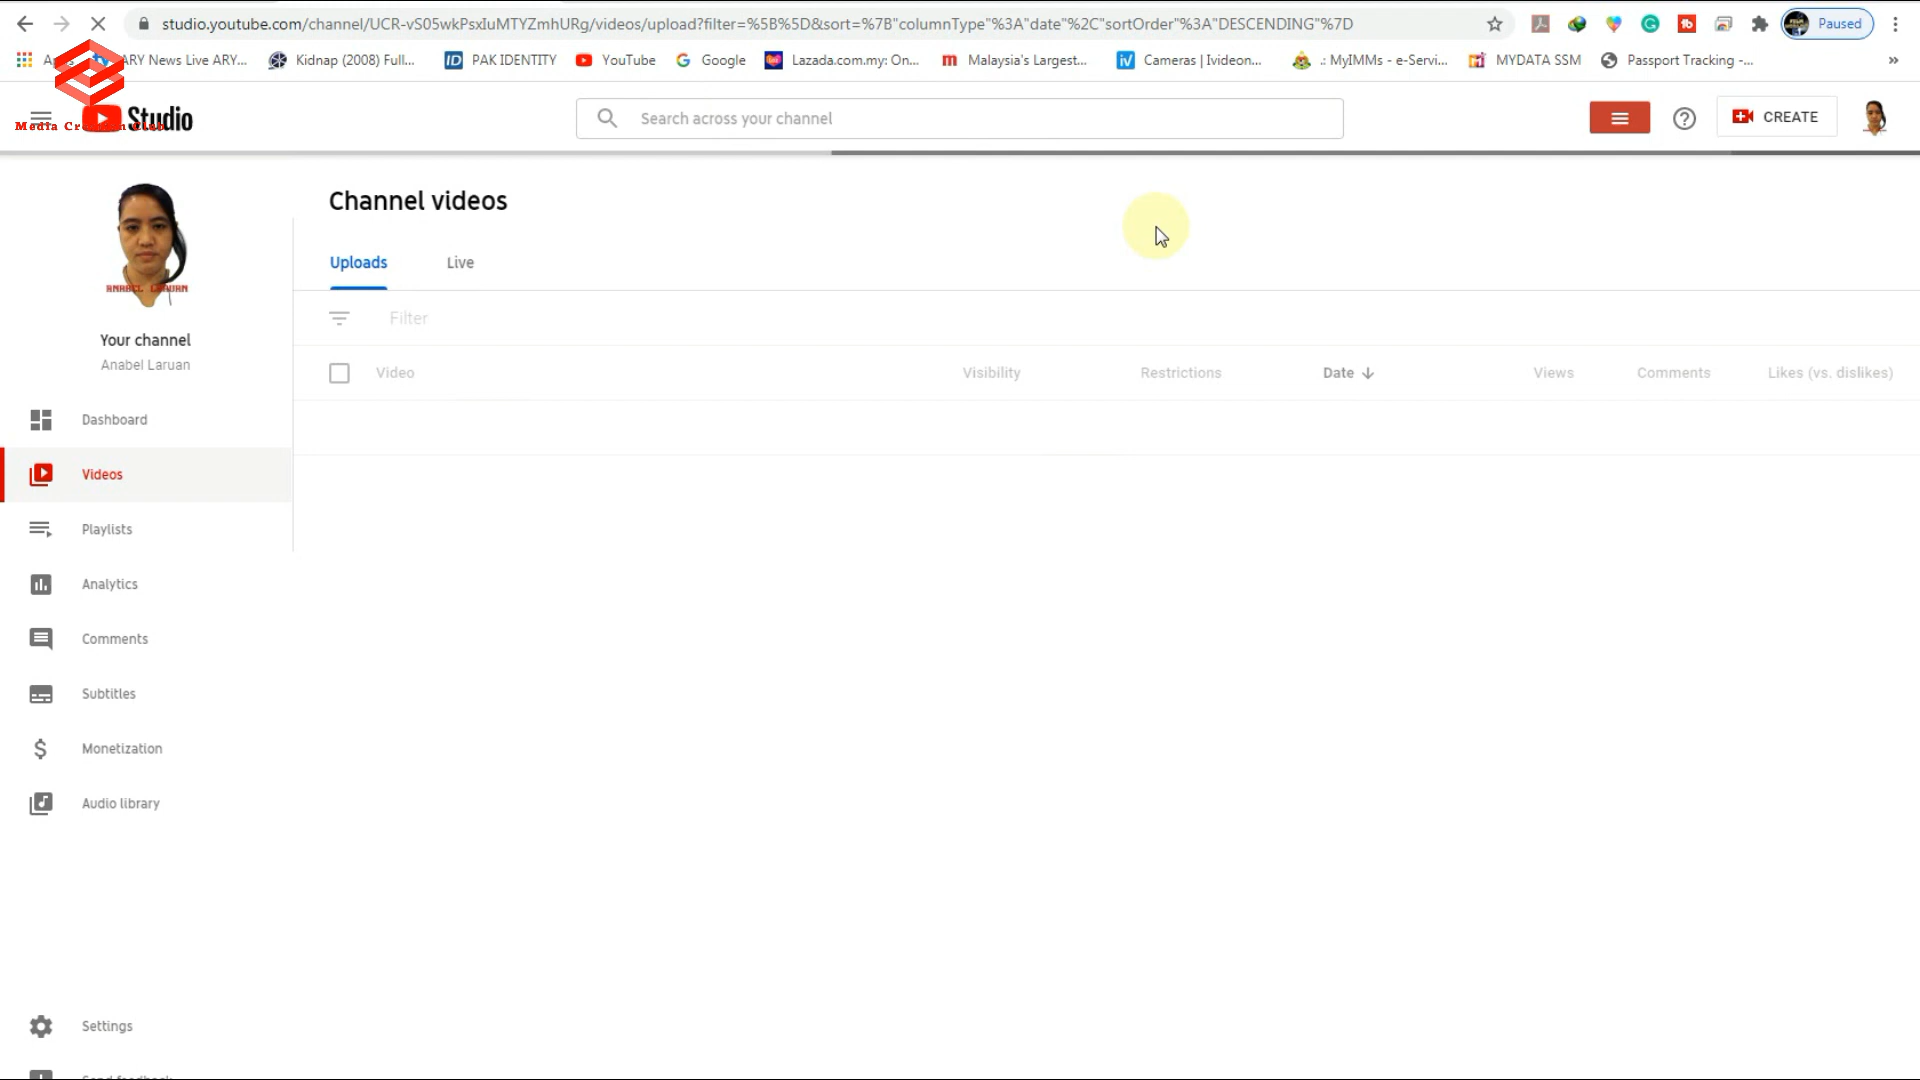 studio.youtube.com/channel/UCR-vS05wkPsxIuMTYZmhURg/videos/upload?filter=%5B%5D&sort=%7B"columnType"%3A"date"%2C"sortOrder"%3A"DESCENDING"%7D
Paused
ARY News Live ARY...
Kidnap (2008) Full...
PAK IDENTITY
YouTube
Google
Lazada.com.my: On...
Malaysia's Largest...
Cameras | Ivideon...
.: MyIMMs - e-Servi...
MYDATA SSM
Passport Tracking -...
»
Studio
Search across your channel
CREATE
Channel videos
Uploads
Live
Filter
Video
Visibility
Restrictions
Date
Views
Comments
Likes (vs. dislikes)
ANABEL LARUAN
Your channel
Anabel Laruan
Dashboard
Videos
Playlists
Analytics
Comments
Subtitles
Monetization
Audio library
Settings
Send feedback